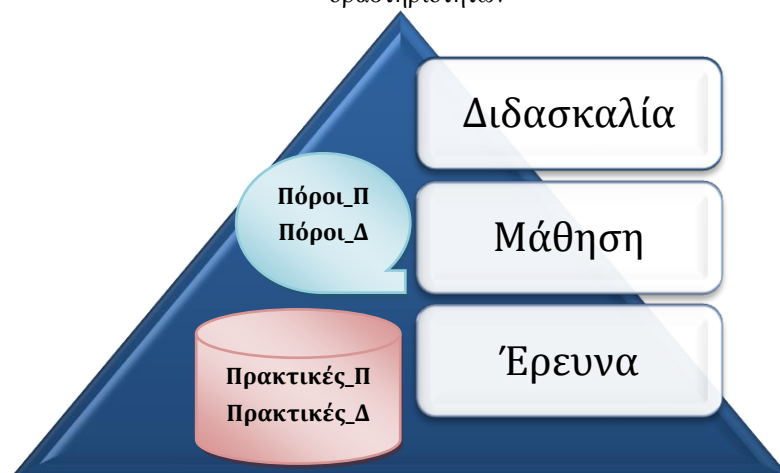 Διδασκαλία
Πόροι_Π
Πόροι_Δ
Μάθηση
Έρευνα
Πρακτικές_Π
Πρακτικές_Δ